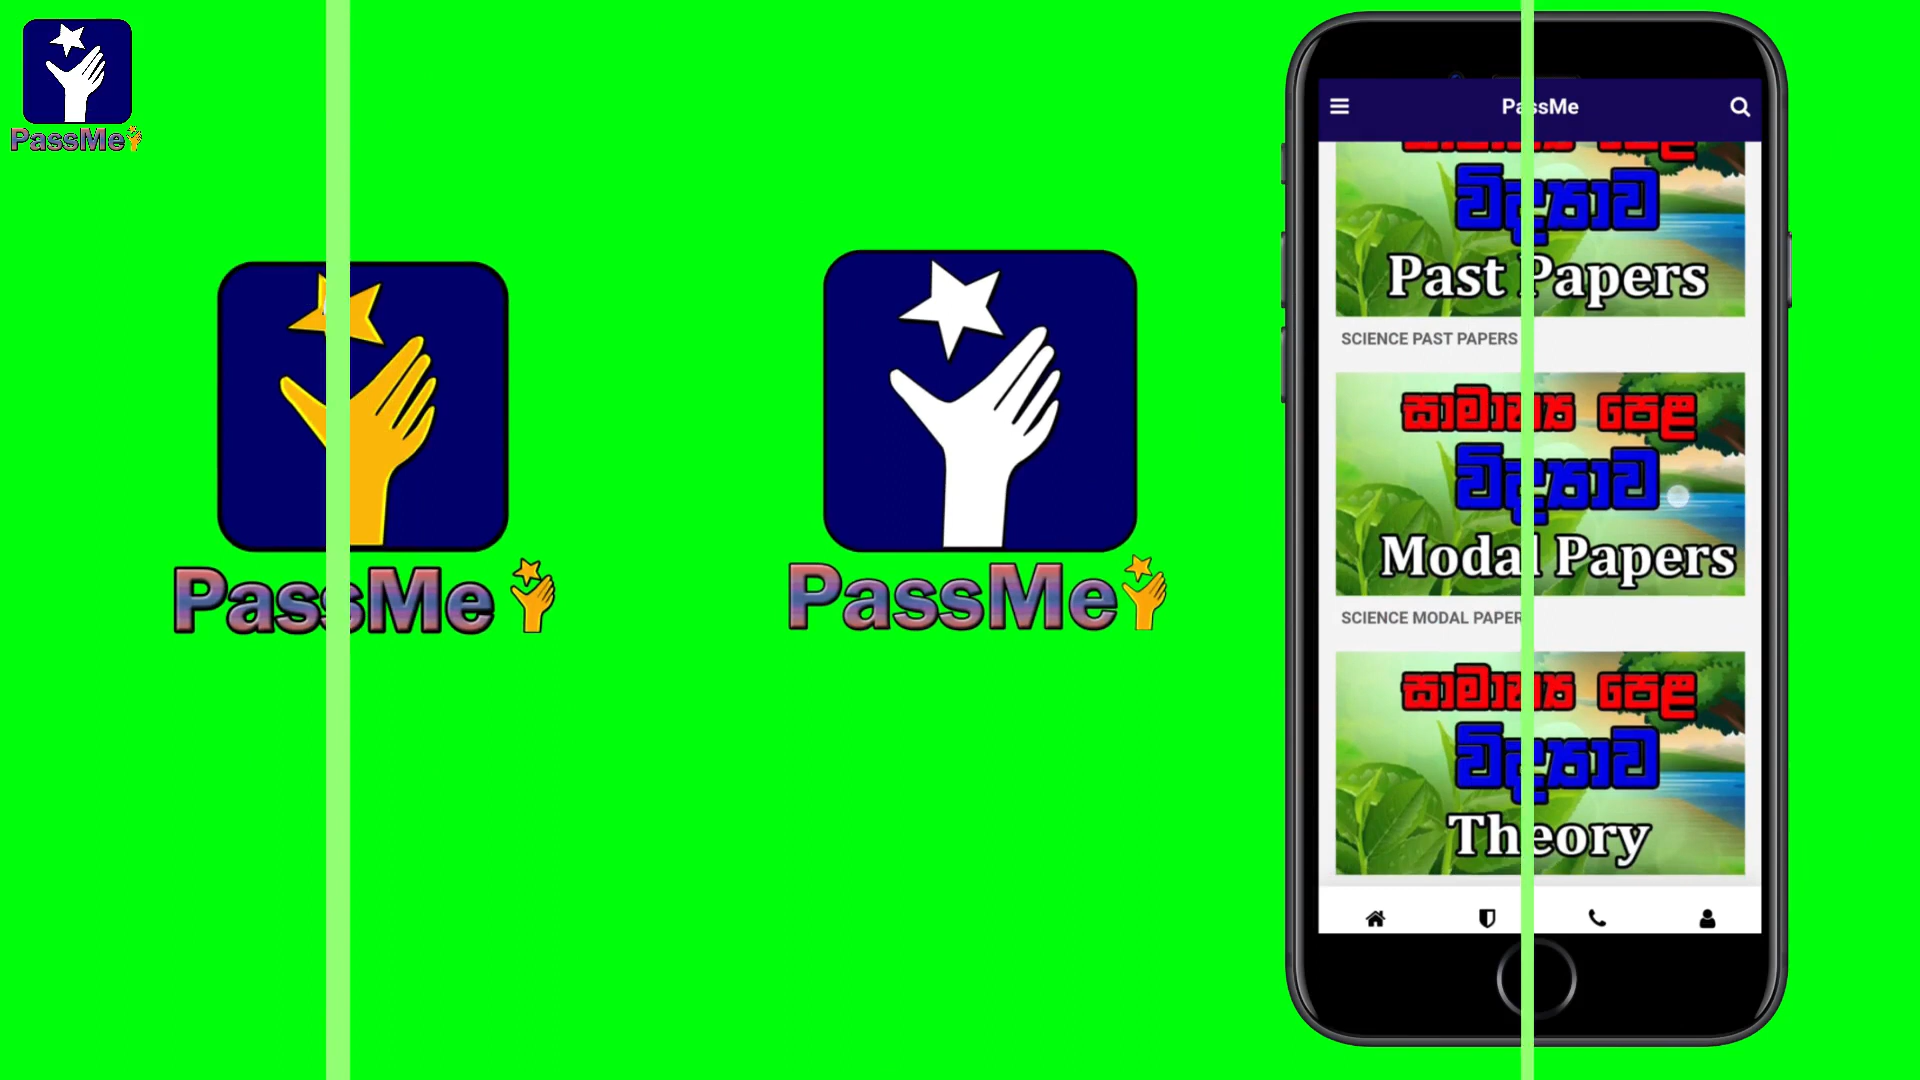 PassMe
PassMe
PassMe
PassMe
සාමාන්‍ය පෙළ
විද්‍යාව
Past Papers
SCIENCE PAST PAPERS
සාමාන්‍ය පෙළ
විද්‍යාව
Modal Papers
SCIENCE MODAL PAPER
සාමාන්‍ය පෙළ
විද්‍යාව
Theory